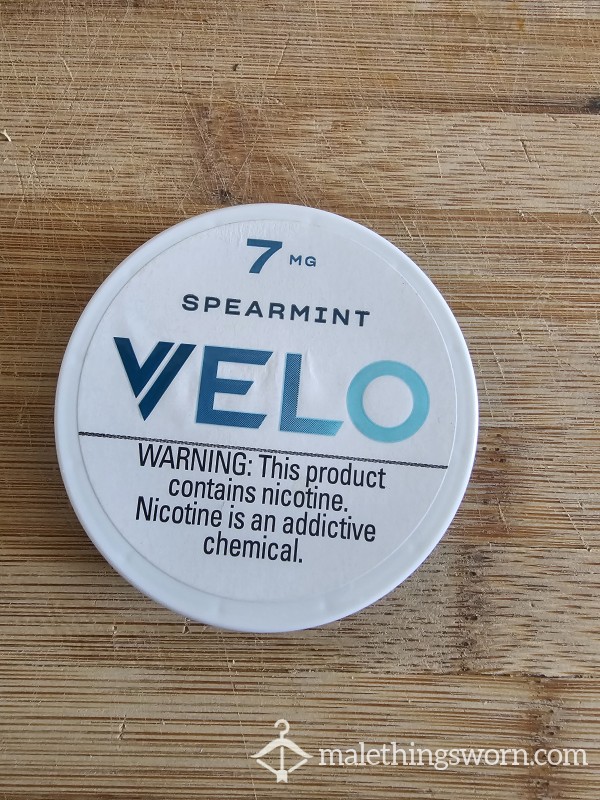 7 MG
SPEARMINT
VELO
WARNING: This product
contains nicotine.
Nicotine is an addictive
chemical.
malethingsworn.com